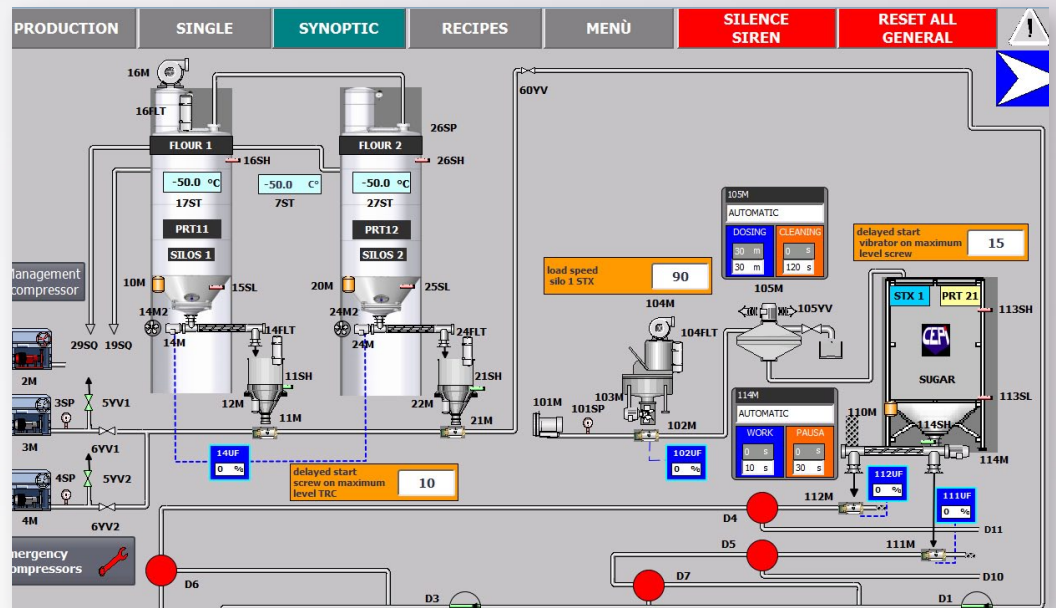 PRODUCTION
SINGLE
SYNOPTIC
RECIPES
MENÙ
SILENCE
SIREN
RESET ALL
GENERAL
16M
60YV
16FLT
26SP
FLOUR 1
FLOUR 2
16SH
26SH
-50.0 °C
-50.0 C°
-50.0 °C
17ST
7ST
27ST
105M
AUTOMATIC
DOSING
CLEANING
30 m
0 s
30 m
120 s
105M
PRT11
PRT12
SILOS 1
SILOS 2
delayed start
vibrator on maximum
level screw
15
load speed
silo 1 STX
90
anagement
ompressor
10M
15SL
20M
25SL
STX 1
PRT 21
104M
105YV
113SH
14M2
14FLT
24M2
24FLT
104FLT
CEPI
29SQ
19SQ
14M
24M
SUGAR
2M
11SH
21SH
3SP
5YV1
12M
11M
22M
21M
103M
101M
101SP
102M
114M
AUTOMATIC
WORK
PAUSA
0 s
0 s
10 s
30 s
110M
113SL
114SH
114M
3M
6YV1
14UF
0 %
102UF
0 %
112UF
0 %
111UF
0 %
4SP
5YV2
delayed start
screw on maximum
level TRC
10
4M
6YV2
112M
D4
D11
mergency
ompressors
D5
111M
D6
D7
D10
D3
D1